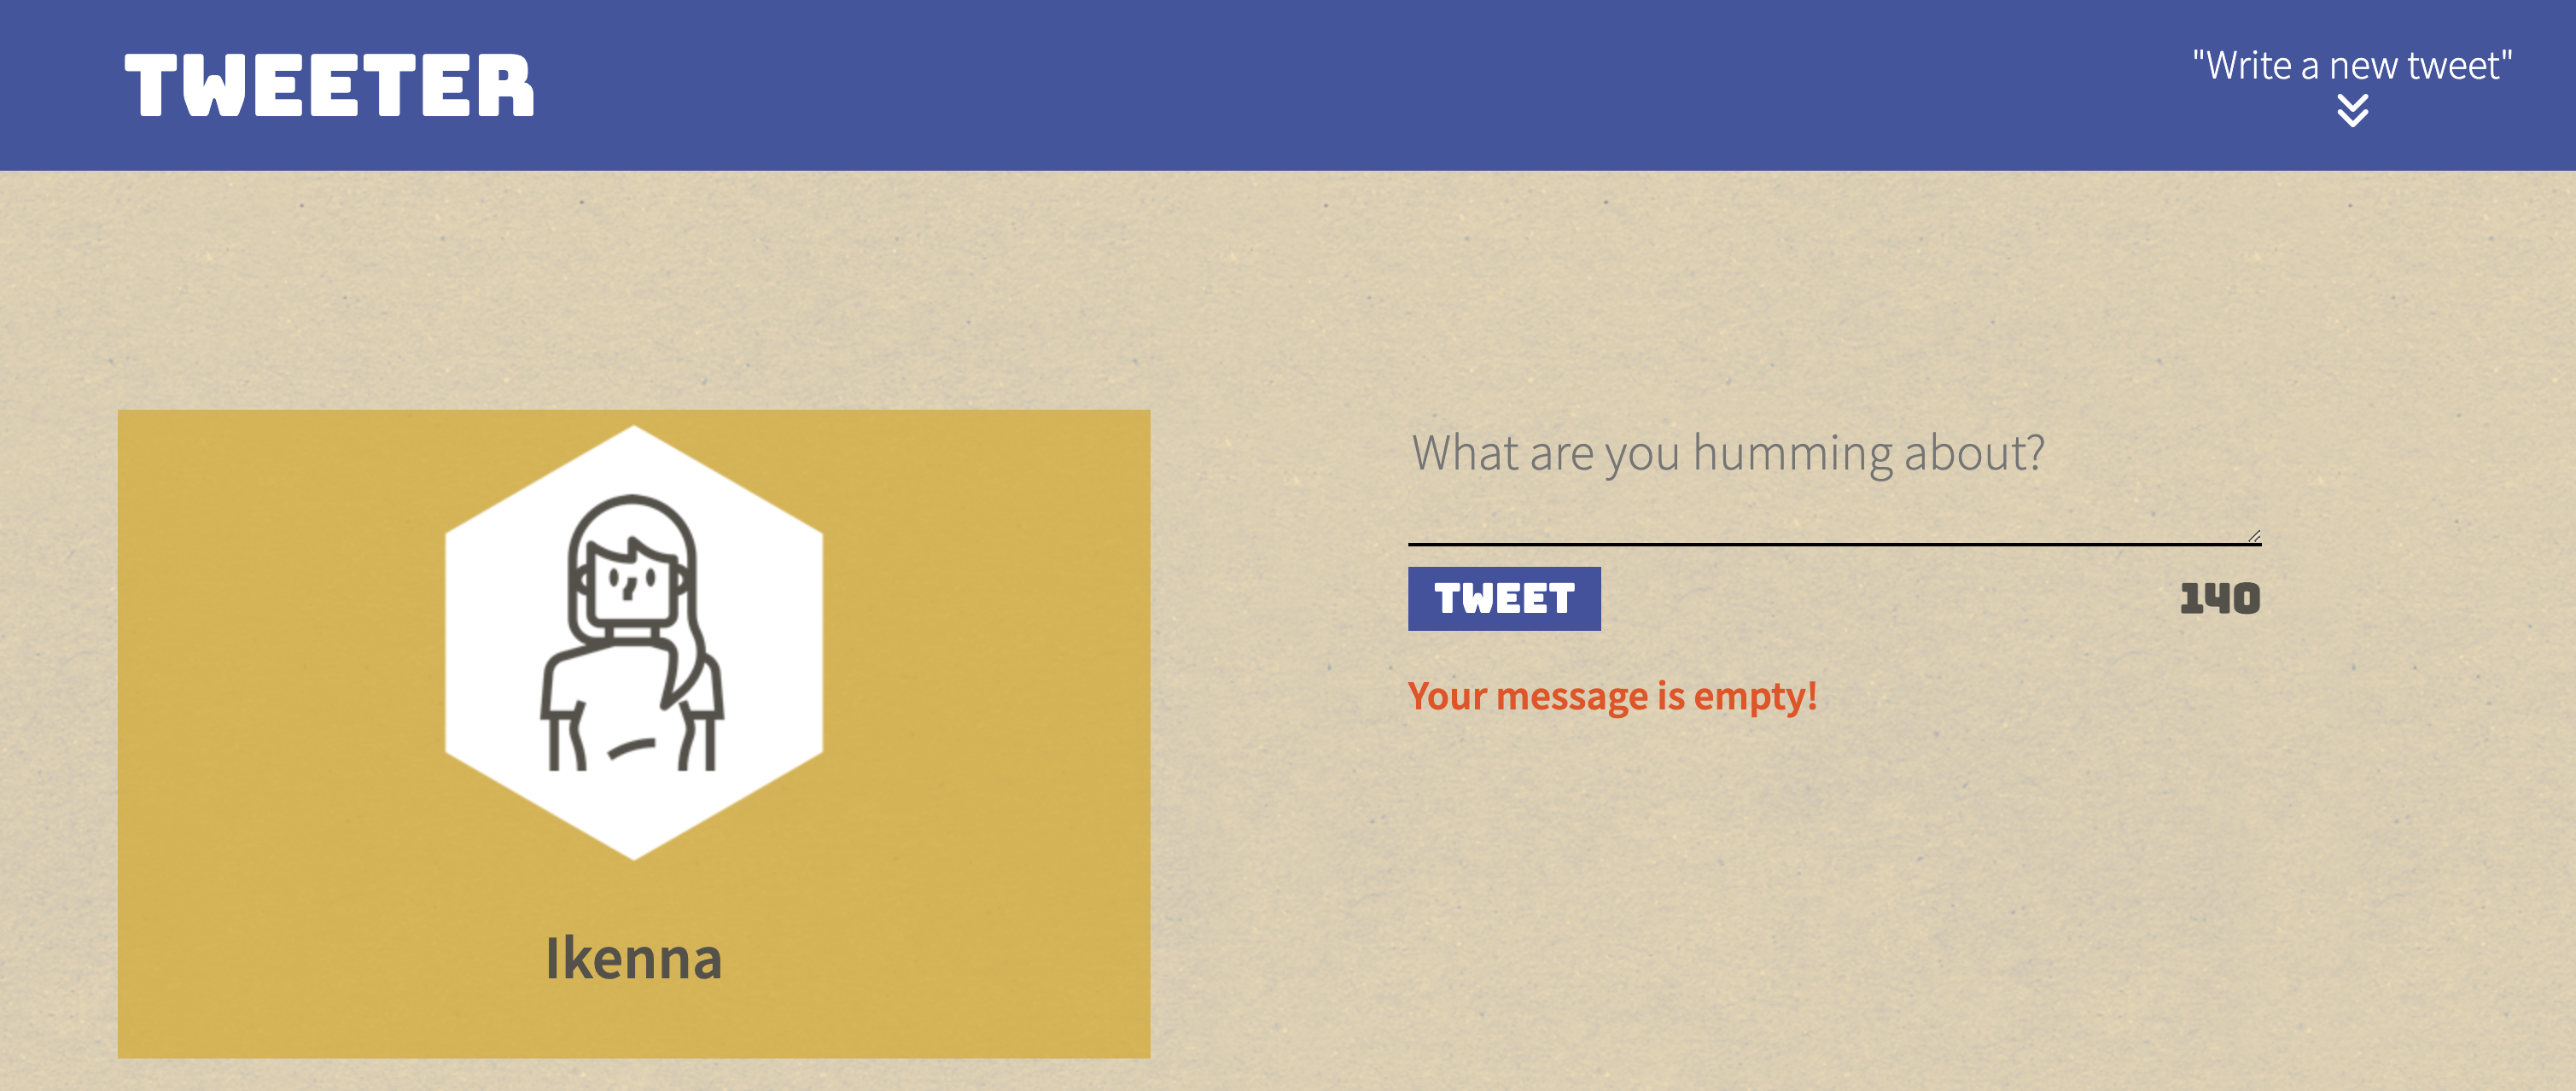 TWEETER
"Write a new tweet"
Ikenna
What are you humming about?
TWEET
140
Your message is empty!